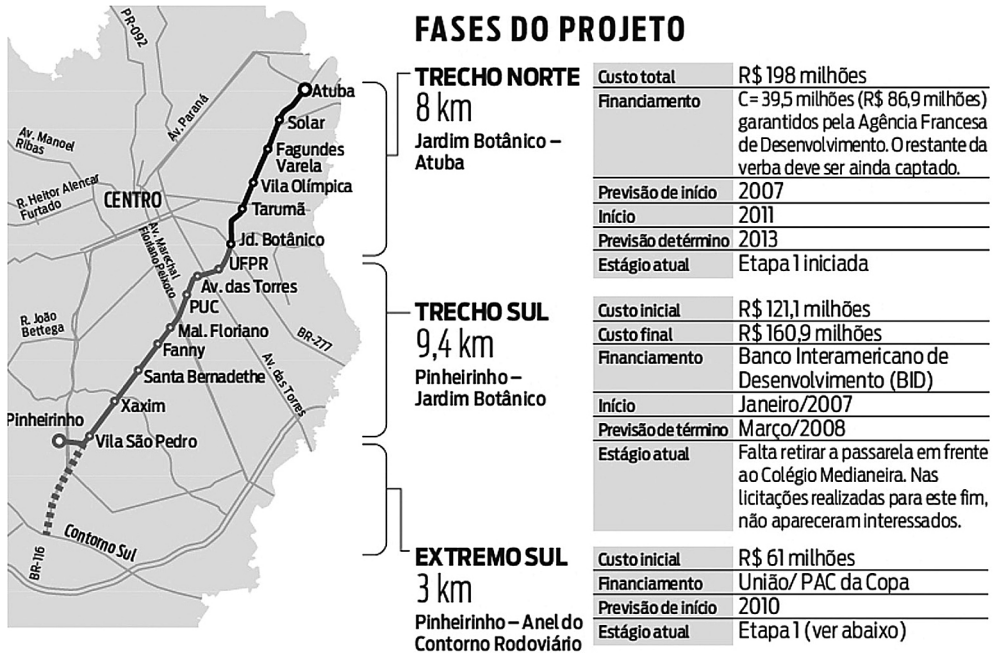 FASES DO PROJETO
PR-092
Av. Paraná
Av. Manoel
Ribas
R. Heitor Alencar
Furtado
CENTRO
Av. Marechal
Floriano Peixoto
R. João
Bettega
BR-277
Av. das Torres
Contorno Sul
BR-116
Atuba
Solar
Fagundes
Varela
Vila Olímpica
Tarumã
Jd. Botânico
UFPR
Av. das Torres
PUC
Mal. Floriano
Fanny
Santa Bernadethe
Xaxim
Pinheirinho
Vila São Pedro
TRECHO NORTE
8 km
Jardim Botânico –
Atuba
Custo total R$ 198 milhões
Financiamento C= 39,5 milhões (R$ 86,9 milhões)
garantidos pela Agência Francesa
de Desenvolvimento. O restante da
verba deve ser ainda captado.
Previsão de início 2007
Início 2011
Previsão de término 2013
Estágio atual Etapa 1 iniciada
TRECHO SUL
9,4 km
Pinheirinho –
Jardim Botânico
Custo inicial R$ 121,1 milhões
Custo final R$ 160,9 milhões
Financiamento Banco Interamericano de
Desenvolvimento (BID)
Início Janeiro/2007
Previsão de término Março/2008
Estágio atual Falta retirar a passarela em frente
ao Colégio Medianeira. Nas
licitações realizadas para este fim,
não apareceram interessados.
EXTREMO SUL
3 km
Pinheirinho – Anel do
Contorno Rodoviário
Custo inicial R$ 61 milhões
Financiamento União/ PAC da Copa
Previsão de início 2010
Estágio atual Etapa 1 (ver abaixo)